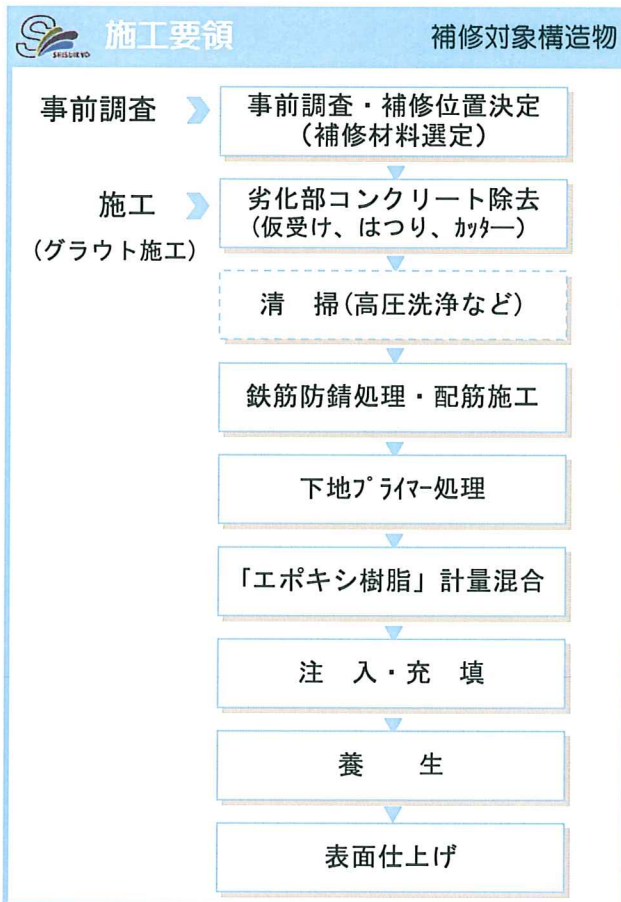 SHISUIKYO
施工要領
補修対象構造物
事前調査
事前調査・補修位置決定
(補修材料選定)
施工
(グラウト施工)
劣化部コンクリート除去
(仮受け、はつり、カッター)
清 掃(高圧洗浄など)
鉄筋防錆処理・配筋施工
下地プライマー処理
「エポキシ樹脂」計量混合
注 入・充 填
養 生
表面仕上げ